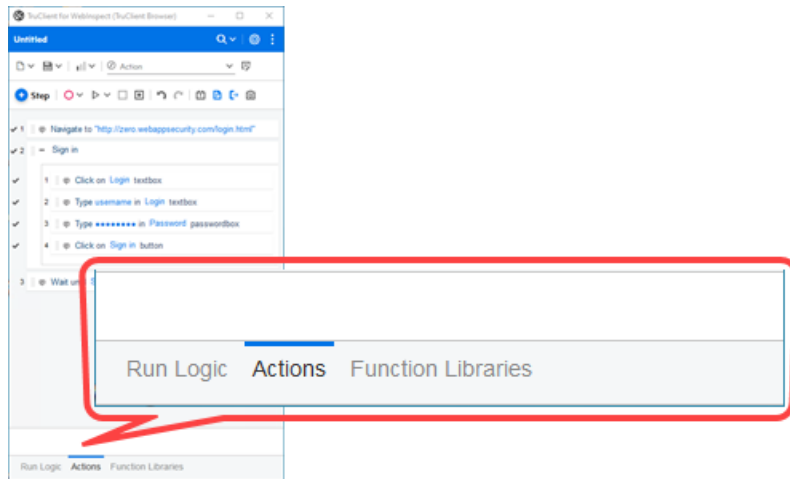 TruClient for WebInspect (TruClient Browser)
Untitled
Action
Step
1 Navigate to "http://zero.webappsecurity.com/login.html"
2 Sign in
1 Click on Login textbox
2 Type username in Login textbox
3 Type •••••••• in Password passwordbox
4 Click on Sign in button
3 Wait
Run Logic Actions Function Libraries
Run Logic Actions Function Libraries